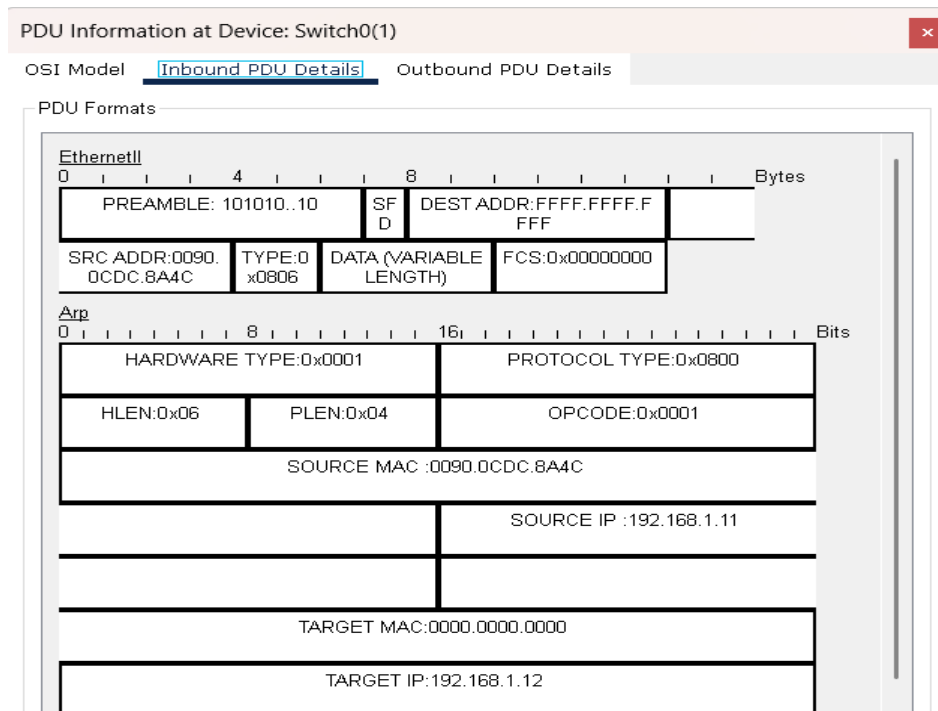 PDU Information at Device: Switch0(1)
×
OSI Model Inbound PDU Details Outbound PDU Details
PDU Formats
EthernetII
0 4 8 Bytes
PREAMBLE: 101010..10 SF DEST ADDR:FFFF.FFFF.F
D FFF
SRC ADDR:0090. TYPE:0 DATA (VARIABLE FCS:0x00000000
0CDC.8A4C x0806 LENGTH)
Arp
0 8 16 Bits
HARDWARE TYPE:0x0001 PROTOCOL TYPE:0x0800
HLEN:0x06 PLEN:0x04 OPCODE:0x0001
SOURCE MAC :0090.0CDC.8A4C
SOURCE IP :192.168.1.11
TARGET MAC:0000.0000.0000
TARGET IP:192.168.1.12